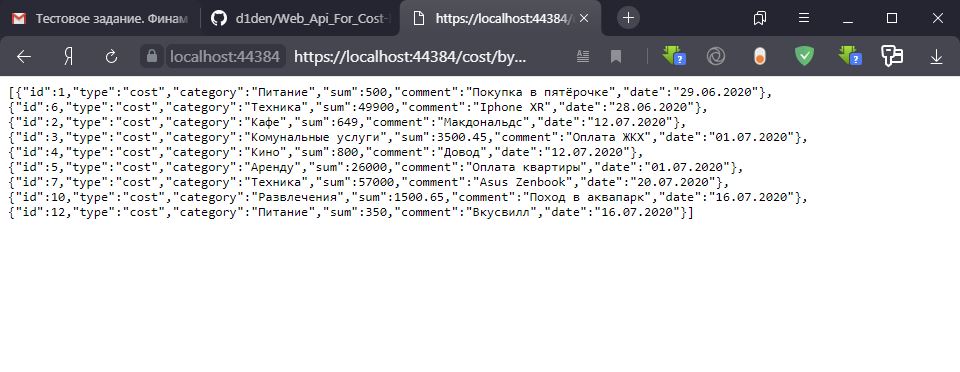 Тестовое задание. Финам
d1den/Web_Api_For_Cost-
https://localhost:44384/
localhost:44384 https://localhost:44384/cost/by...
[{"id":1,"type":"cost","category":"Питание","sum":500,"comment":"Покупка в пятёрочке","date":"29.06.2020"},
{"id":6,"type":"cost","category":"Техника","sum":49900,"comment":"Iphone XR","date":"28.06.2020"},
{"id":2,"type":"cost","category":"Кафе","sum":649,"comment":"Макдональдс","date":"12.07.2020"},
{"id":3,"type":"cost","category":"Комунальные услуги","sum":3500.45,"comment":"Оплата ЖКХ","date":"01.07.2020"},
{"id":4,"type":"cost","category":"Кино","sum":800,"comment":"Довод","date":"12.07.2020"},
{"id":5,"type":"cost","category":"Аренду","sum":26000,"comment":"Оплата квартиры","date":"01.07.2020"},
{"id":7,"type":"cost","category":"Техника","sum":57000,"comment":"Asus Zenbook","date":"20.07.2020"},
{"id":10,"type":"cost","category":"Развлечения","sum":1500.65,"comment":"Поход в аквапарк","date":"16.07.2020"},
{"id":12,"type":"cost","category":"Питание","sum":350,"comment":"Вкусвилл","date":"16.07.2020"}]